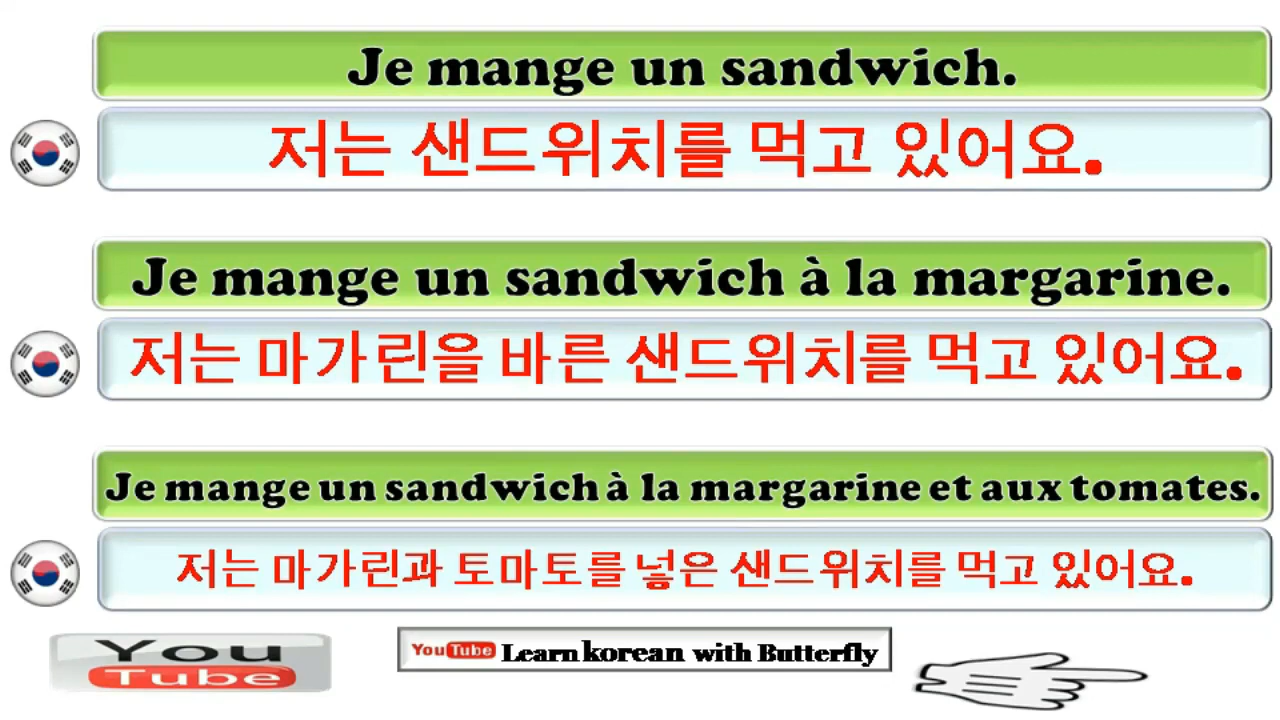 Je mange un sandwich.
저는 샌드위치를 먹고 있어요.
Je mange un sandwich à la margarine.
저는 마가린을 바른 샌드위치를 먹고 있어요.
Je mange un sandwich à la margarine et aux tomates.
저는 마가린과 토마토를 넣은 샌드위치를 먹고 있어요.
You
Tube
YouTube Learn korean with Butterfly